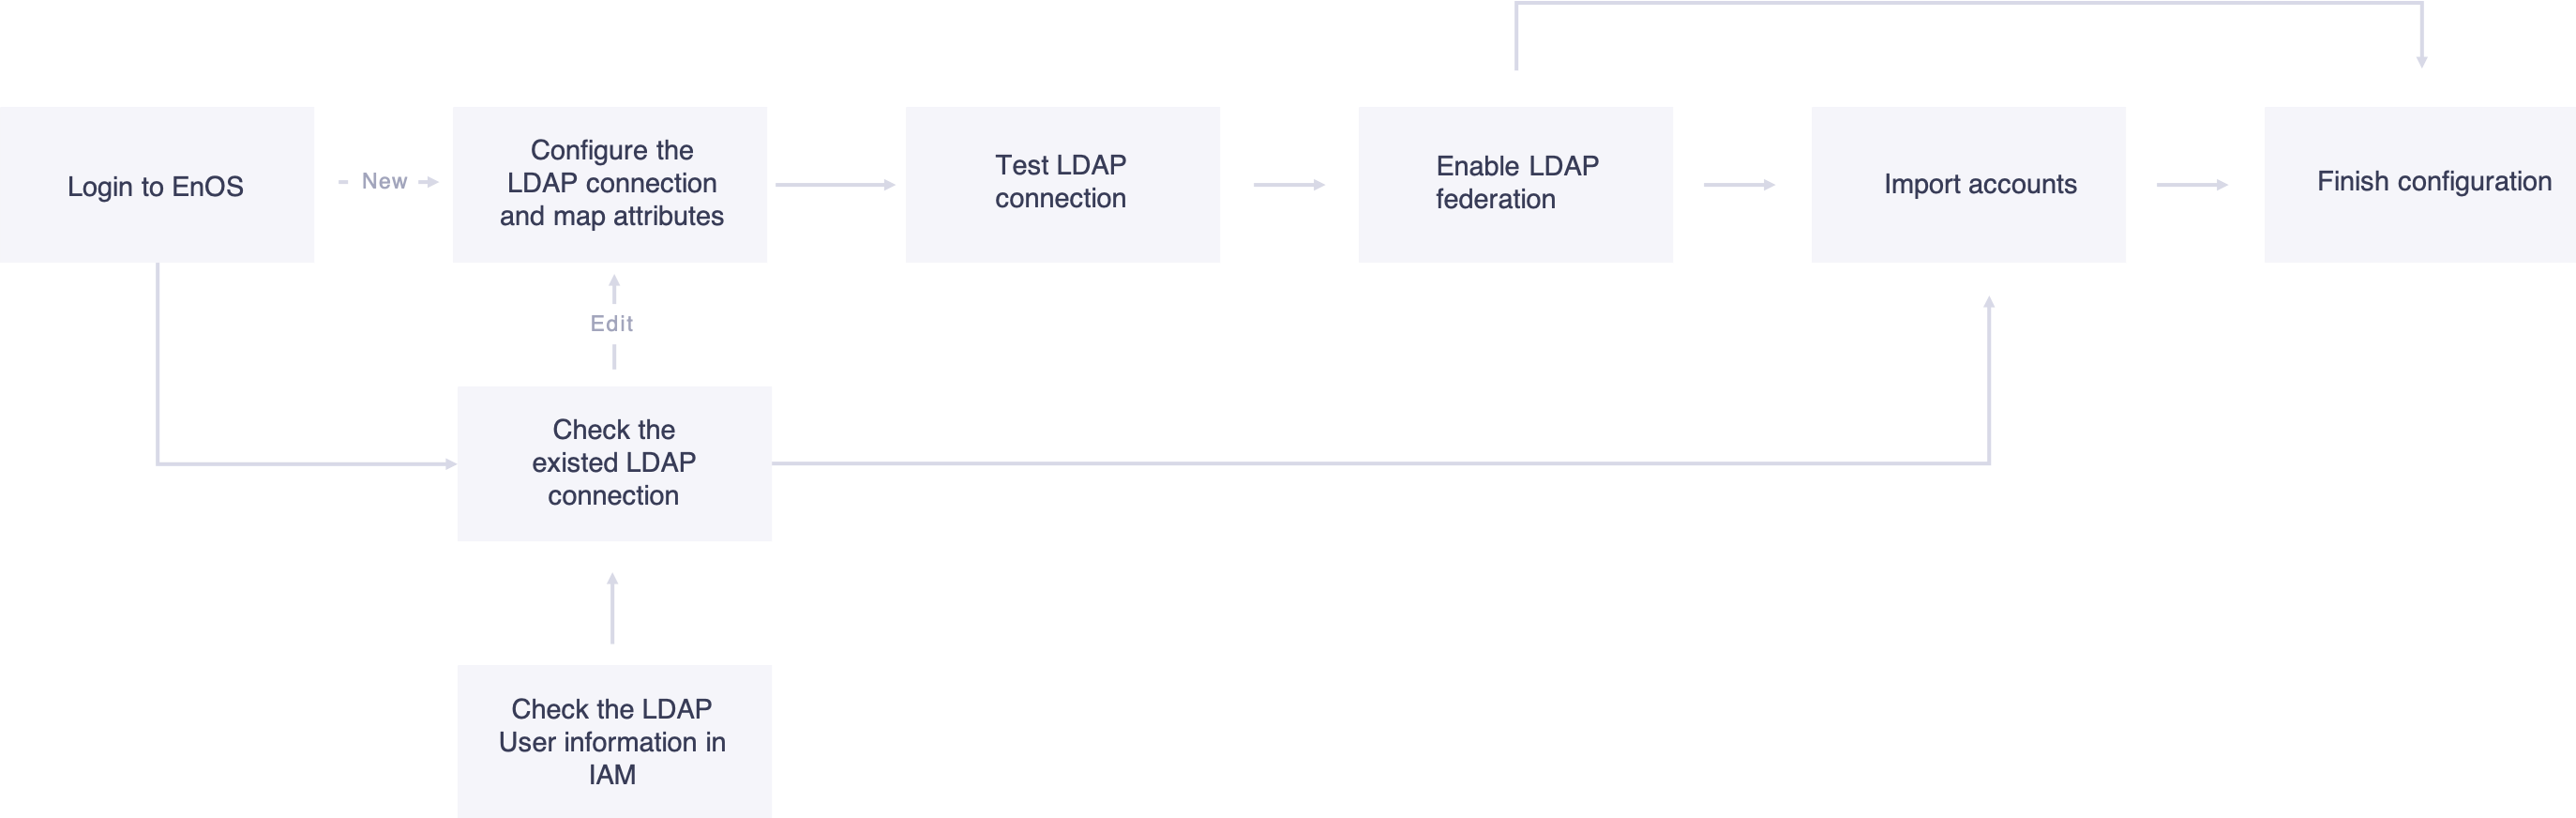 Login to EnOS
New
Configure the
LDAP connection
and map attributes
Test LDAP
connection
Enable LDAP
federation
Import accounts
Finish configuration
Edit
Check the
existed LDAP
connection
Check the LDAP
User information in
IAM